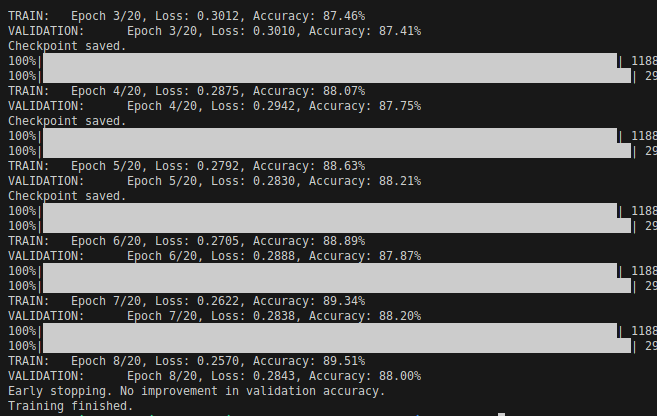 TRAIN:   Epoch 3/20, Loss: 0.3012, Accuracy: 87.46%
VALIDATION:      Epoch 3/20, Loss: 0.3010, Accuracy: 87.41%
Checkpoint saved.
100%| | 1188
100%| | 29
TRAIN:   Epoch 4/20, Loss: 0.2875, Accuracy: 88.07%
VALIDATION:      Epoch 4/20, Loss: 0.2942, Accuracy: 87.75%
Checkpoint saved.
100%| | 1188
100%| | 29
TRAIN:   Epoch 5/20, Loss: 0.2792, Accuracy: 88.63%
VALIDATION:      Epoch 5/20, Loss: 0.2830, Accuracy: 88.21%
Checkpoint saved.
100%| | 1188
100%| | 29
TRAIN:   Epoch 6/20, Loss: 0.2705, Accuracy: 88.89%
VALIDATION:      Epoch 6/20, Loss: 0.2888, Accuracy: 87.87%
100%| | 1188
100%| | 29
TRAIN:   Epoch 7/20, Loss: 0.2622, Accuracy: 89.34%
VALIDATION:      Epoch 7/20, Loss: 0.2838, Accuracy: 88.20%
100%| | 1188
100%| | 29
TRAIN:   Epoch 8/20, Loss: 0.2570, Accuracy: 89.51%
VALIDATION:      Epoch 8/20, Loss: 0.2843, Accuracy: 88.00%
Early stopping. No improvement in validation accuracy.
Training finished.